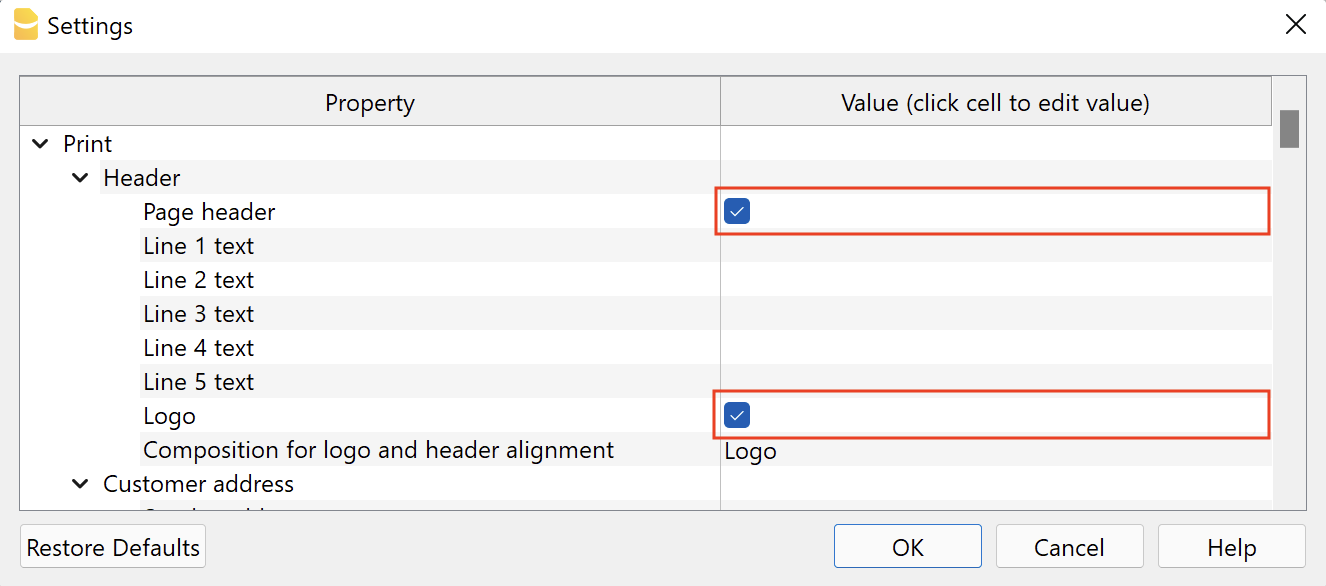 Settings
Property Value (click cell to edit value)
Print
Header
Page header
Line 1 text
Line 2 text
Line 3 text
Line 4 text
Line 5 text
Logo
Composition for logo and header alignment Logo
Customer address
Restore Defaults OK Cancel Help